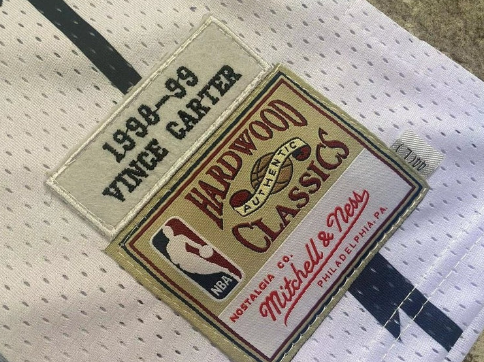 1998–99
VINCE CARTER
HARDWOOD
AUTHENTIC
CLASSICS
NBA
NOSTALGIA CO.
Mitchell & Ness
PHILADELPHIA.PA.